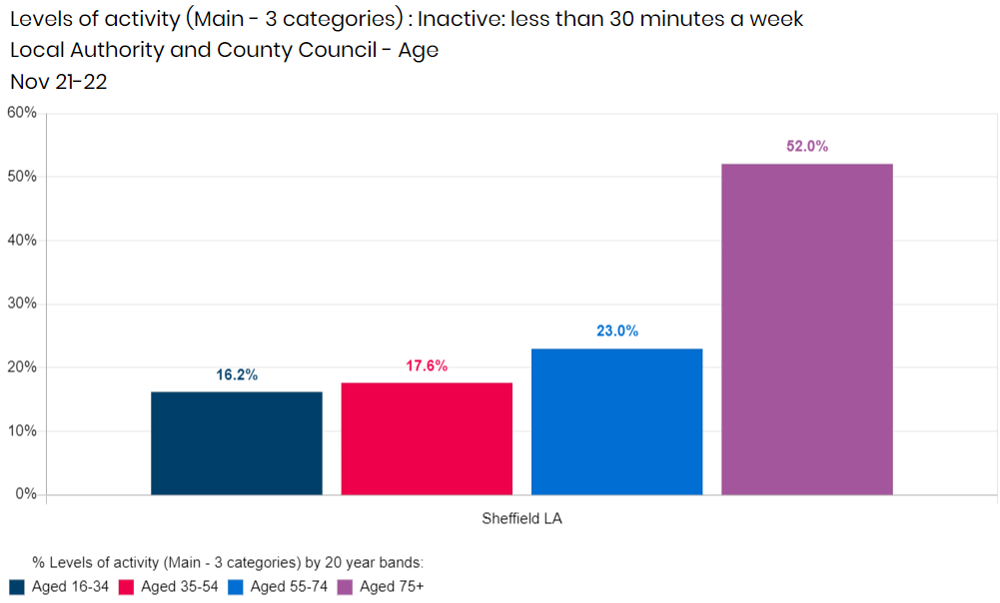 Levels of activity (Main - 3 categories) : Inactive: less than 30 minutes a week
Local Authority and County Council - Age
Nov 21-22
60%
50%
40%
30%
20%
10%
0%
16.2%
17.6%
23.0%
52.0%
Sheffield LA
% Levels of activity (Main - 3 categories) by 20 year bands:
Aged 16-34 Aged 35-54 Aged 55-74 Aged 75+